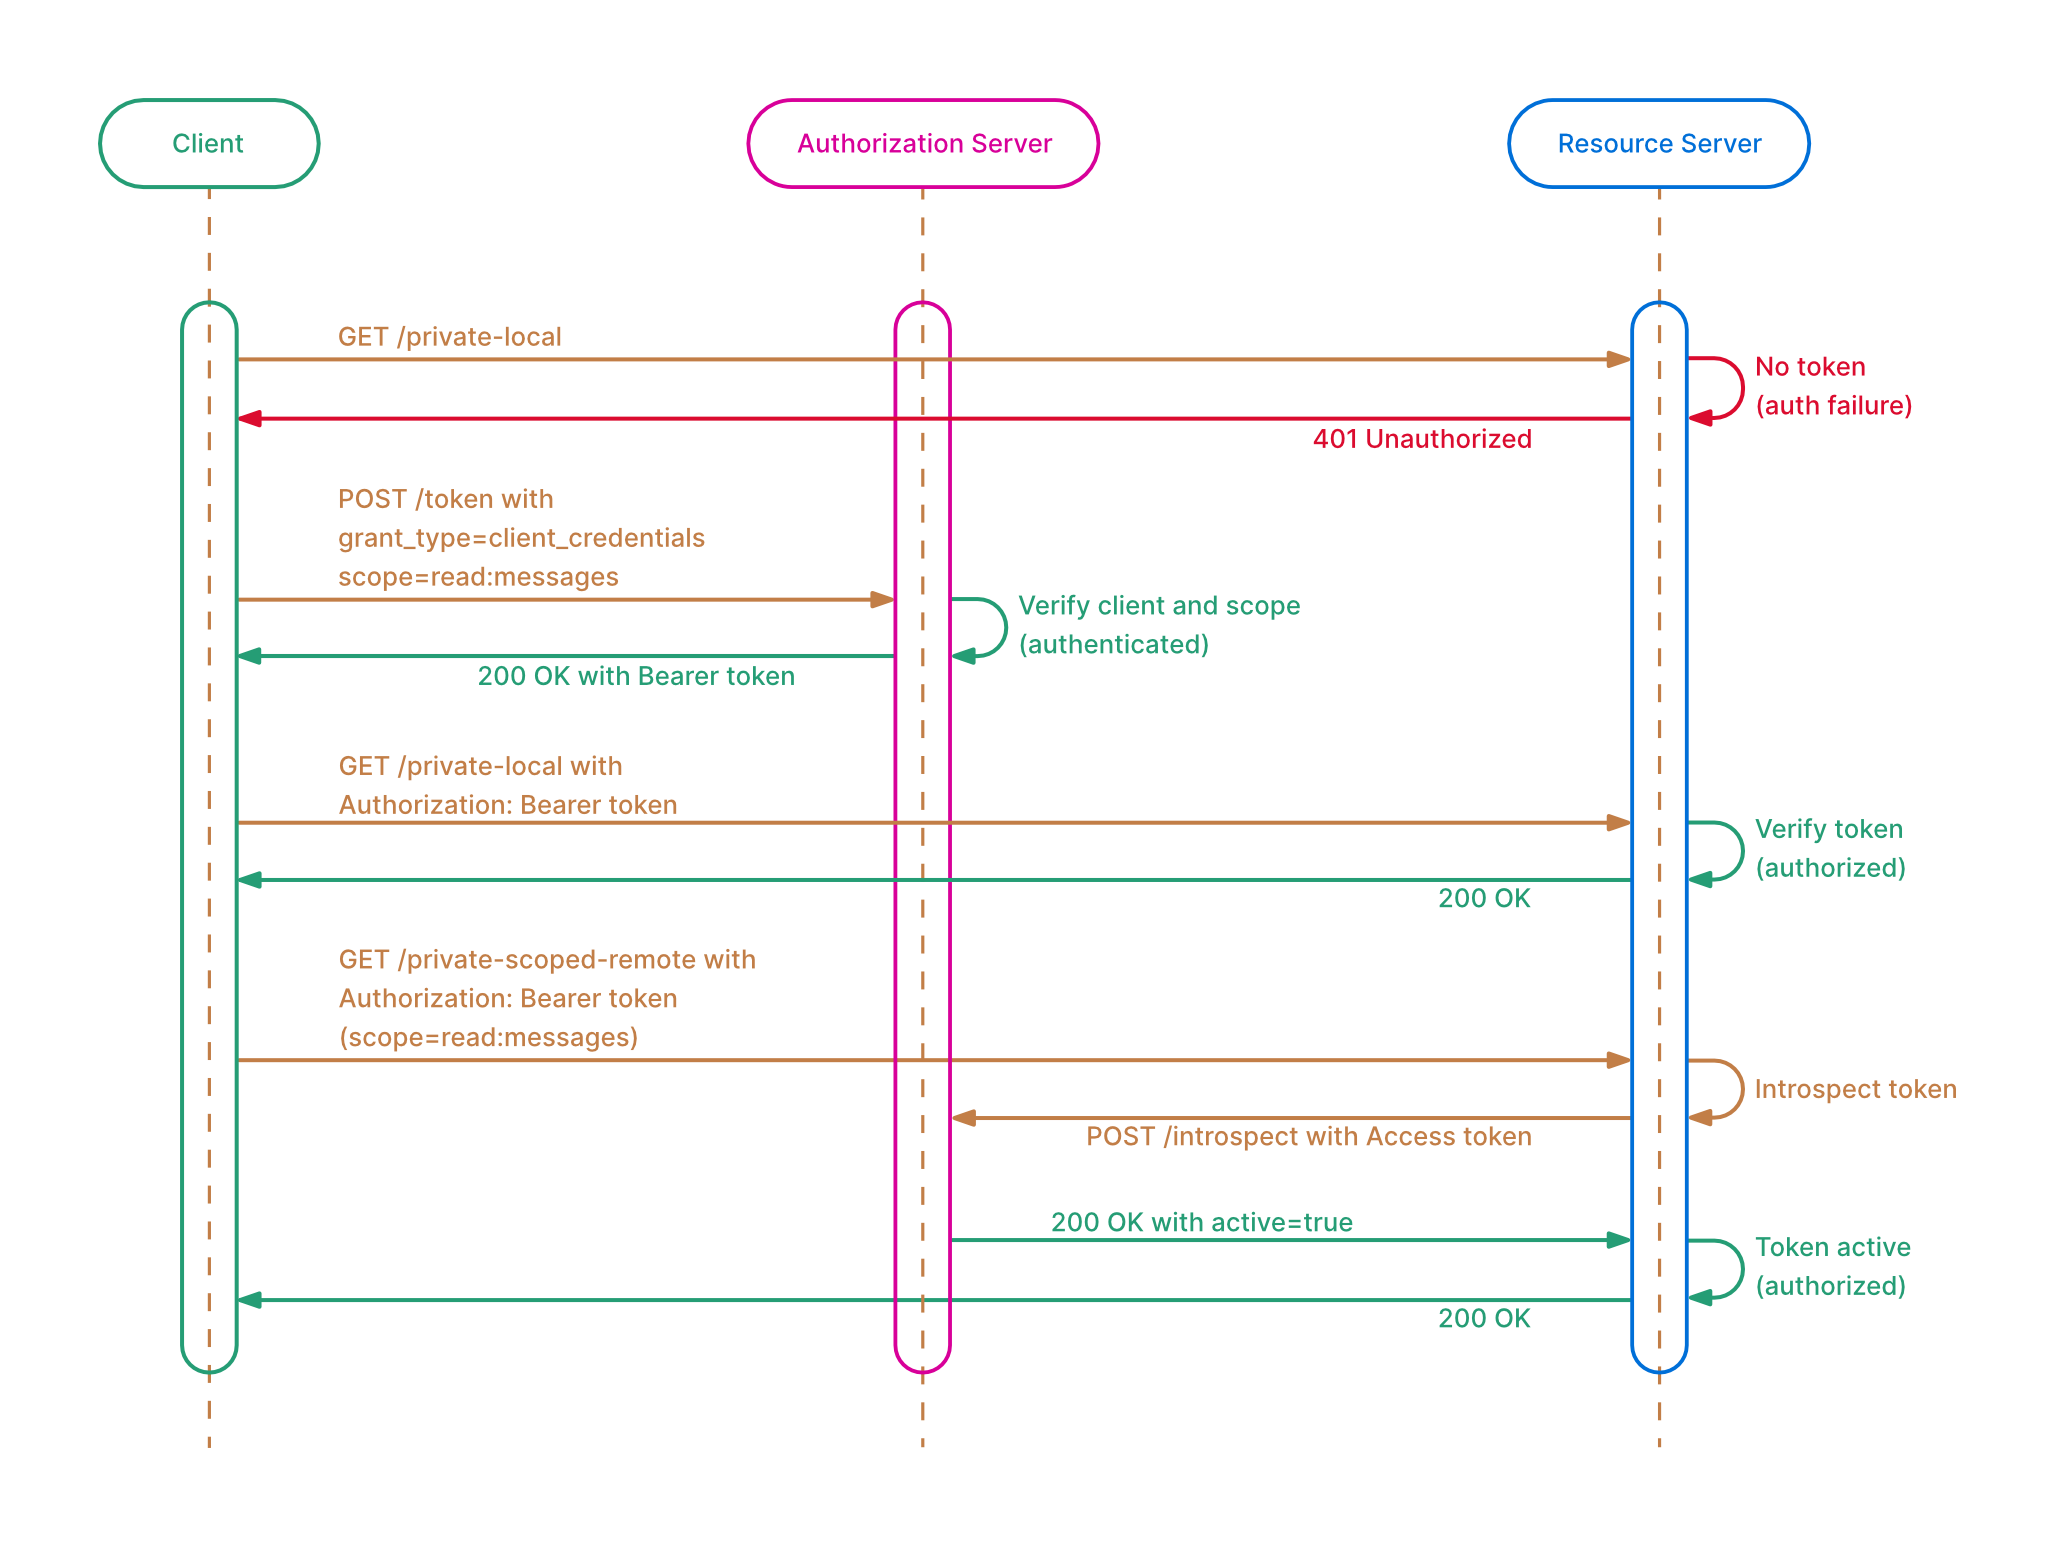 Client
Authorization Server
Resource Server
GET /private-local
No token
(auth failure)
401 Unauthorized
POST /token with
grant_type=client_credentials
scope=read:messages
Verify client and scope
(authenticated)
200 OK with Bearer token
GET /private-local with
Authorization: Bearer token
Verify token
(authorized)
200 OK
GET /private-scoped-remote with
Authorization: Bearer token
(scope=read:messages)
Introspect token
POST /introspect with Access token
200 OK with active=true
Token active
(authorized)
200 OK